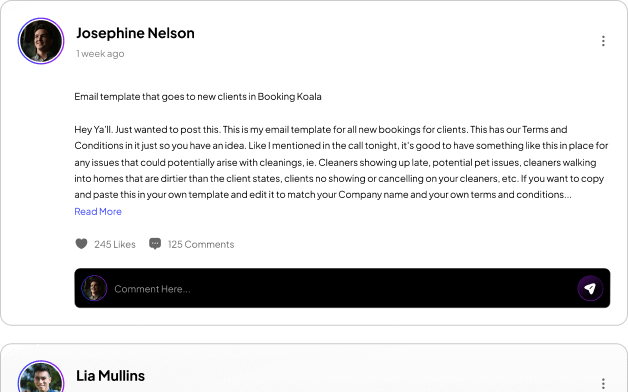 Josephine Nelson
1 week ago
Email template that goes to new clients in Booking Koala
Hey Ya'll. Just wanted to post this. This is my email template for all new bookings for clients. This has our Terms and
Conditions in it just so you have an idea. Like I mentioned in the call tonight, it's good to have something like this in place for
any issues that could potentially arise with cleanings, ie. Cleaners showing up late, potential pet issues, cleaners walking
into homes that are dirtier than the client states, clients no showing or cancelling on your cleaners, etc. If you want to copy
and paste this in your own template and edit it to match your Company name and your own terms and conditions...
Read More
245 Likes 125 Comments
Comment Here...
Lia Mullins